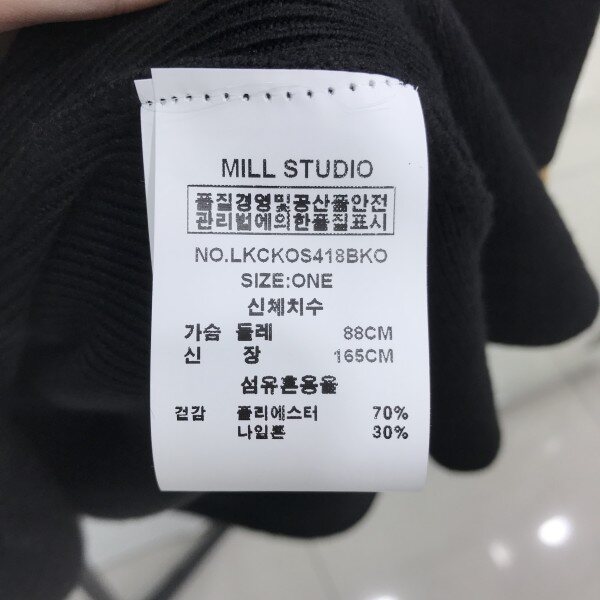 MILL STUDIO
품질경영및공산품안전
관리법에의한품질표시
NO.LKCKOS418BKO
SIZE:ONE
신체치수
가슴 둘레 88CM
신 장 165CM
섬유혼용율
겉감 폴리에스터 70%
나일론 30%